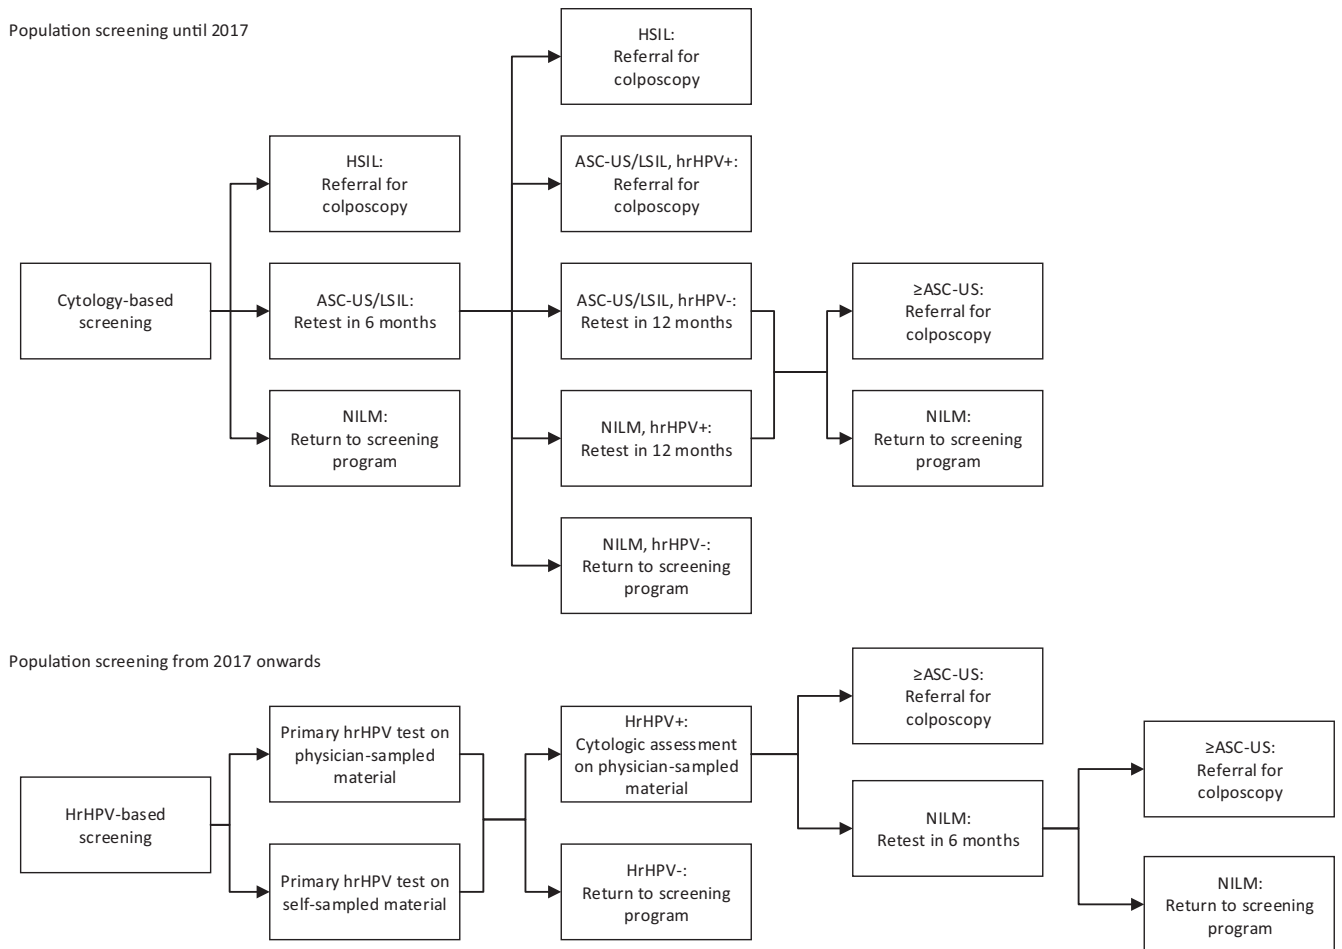 Population screening until 2017
HSIL:
Referral for
colposcopy
HSIL:
Referral for
colposcopy
ASC-US/LSIL, hrHPV+:
Referral for
colposcopy
Cytology-based
screening
ASC-US/LSIL:
Retest in 6 months
ASC-US/LSIL, hrHPV-:
Retest in 12 months
≥ASC-US:
Referral for
colposcopy
NILM:
Return to screening
program
NILM, hrHPV+:
Retest in 12 months
NILM:
Return to screening
program
NILM, hrHPV-:
Return to screening
program
Population screening from 2017 onwards
HrHPV-based
screening
Primary hrHPV test on
physician-sampled
material
Primary hrHPV test on
self-sampled material
HrHPV+:
Cytologic assessment
on physician-sampled
material
HrHPV-:
Return to screening
program
≥ASC-US:
Referral for
colposcopy
NILM:
Retest in 6 months
≥ASC-US:
Referral for
colposcopy
NILM:
Return to screening
program